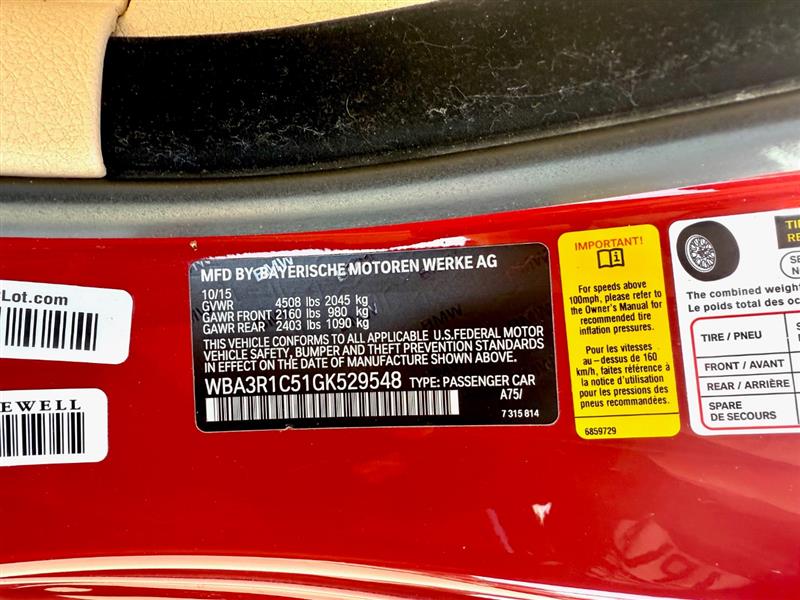 MFD BY BAYERISCHE MOTOREN WERKE AG
10/15
GVWR 4508 lbs 2045 kg
GAWR FRONT 2160 lbs 980 kg
GAWR REAR 2403 lbs 1090 kg
THIS VEHICLE CONFORMS TO ALL APPLICABLE U.S.FEDERAL MOTOR
VEHICLE SAFETY, BUMPER AND THEFT PREVENTION STANDARDS
IN EFFECT ON THE DATE OF MANUFACTURE SHOWN ABOVE.
WBA3R1C51GK529548 TYPE: PASSENGER CAR
A75/
7 315 814
Lot.com
EWELL
IMPORTANT!
For speeds above
100mph, please refer to
the Owner's Manual for
recommended tire
inflation pressures.
Pour les vitesses
au-dessus de 160
km/h, faites référence à
la notice d'utilisation
pour les pressions des
pneus recommandées.
6859729
The combined weight
Le poids total des oc
TIRE / PNEU
FRONT / AVANT
REAR / ARRIÈRE
SPARE
DE SECOURS